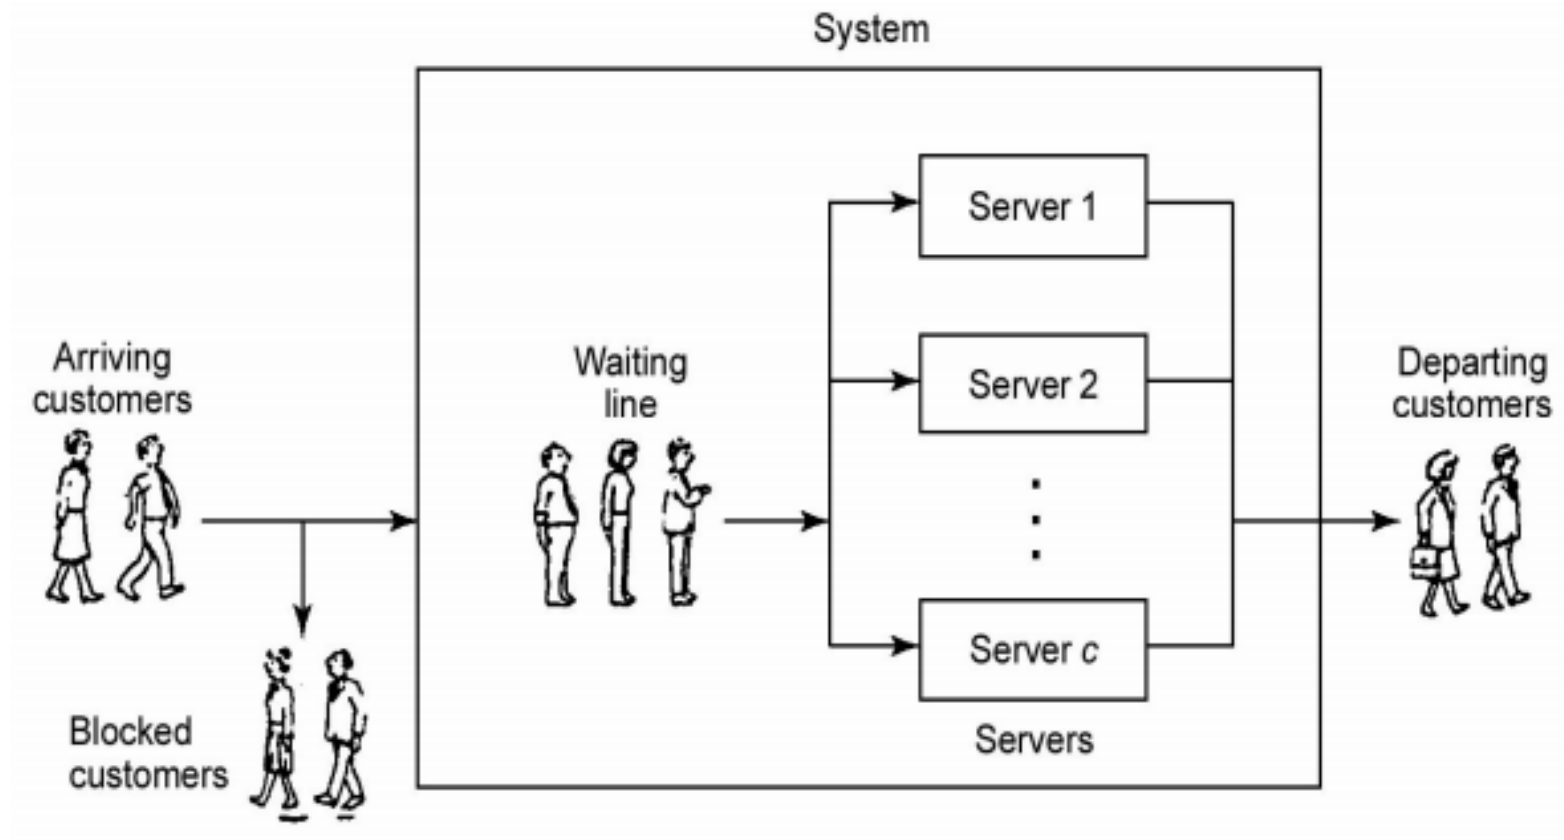 System
Server 1
Arriving
customers
Waiting
line
Server 2
Departing
customers
Server c
Blocked
customers
Servers